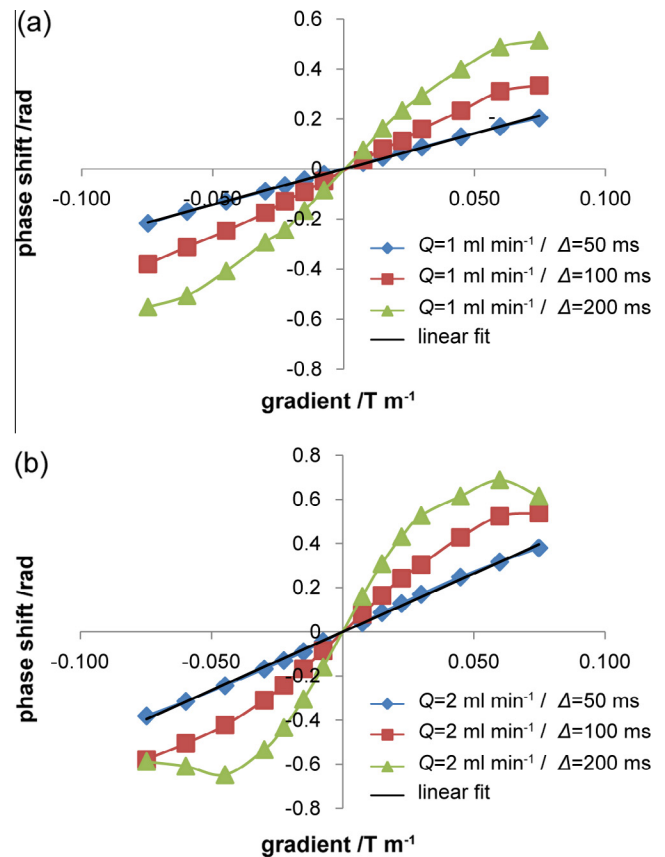 (a)
0.6
0.4
0.2
0
-0.2
-0.4
-0.6
-0.8
-0.100
-0.050
0.050
0.100
phase shift /rad
gradient /T m⁻¹
Q=1 ml min⁻¹ / Δ=50 ms
Q=1 ml min⁻¹ / Δ=100 ms
Q=1 ml min⁻¹ / Δ=200 ms
linear fit
(b)
0.8
0.6
0.4
0.2
0
-0.2
-0.4
-0.6
-0.8
-0.100
-0.050
0.050
0.100
phase shift /rad
gradient /T m⁻¹
Q=2 ml min⁻¹ / Δ=50 ms
Q=2 ml min⁻¹ / Δ=100 ms
Q=2 ml min⁻¹ / Δ=200 ms
linear fit